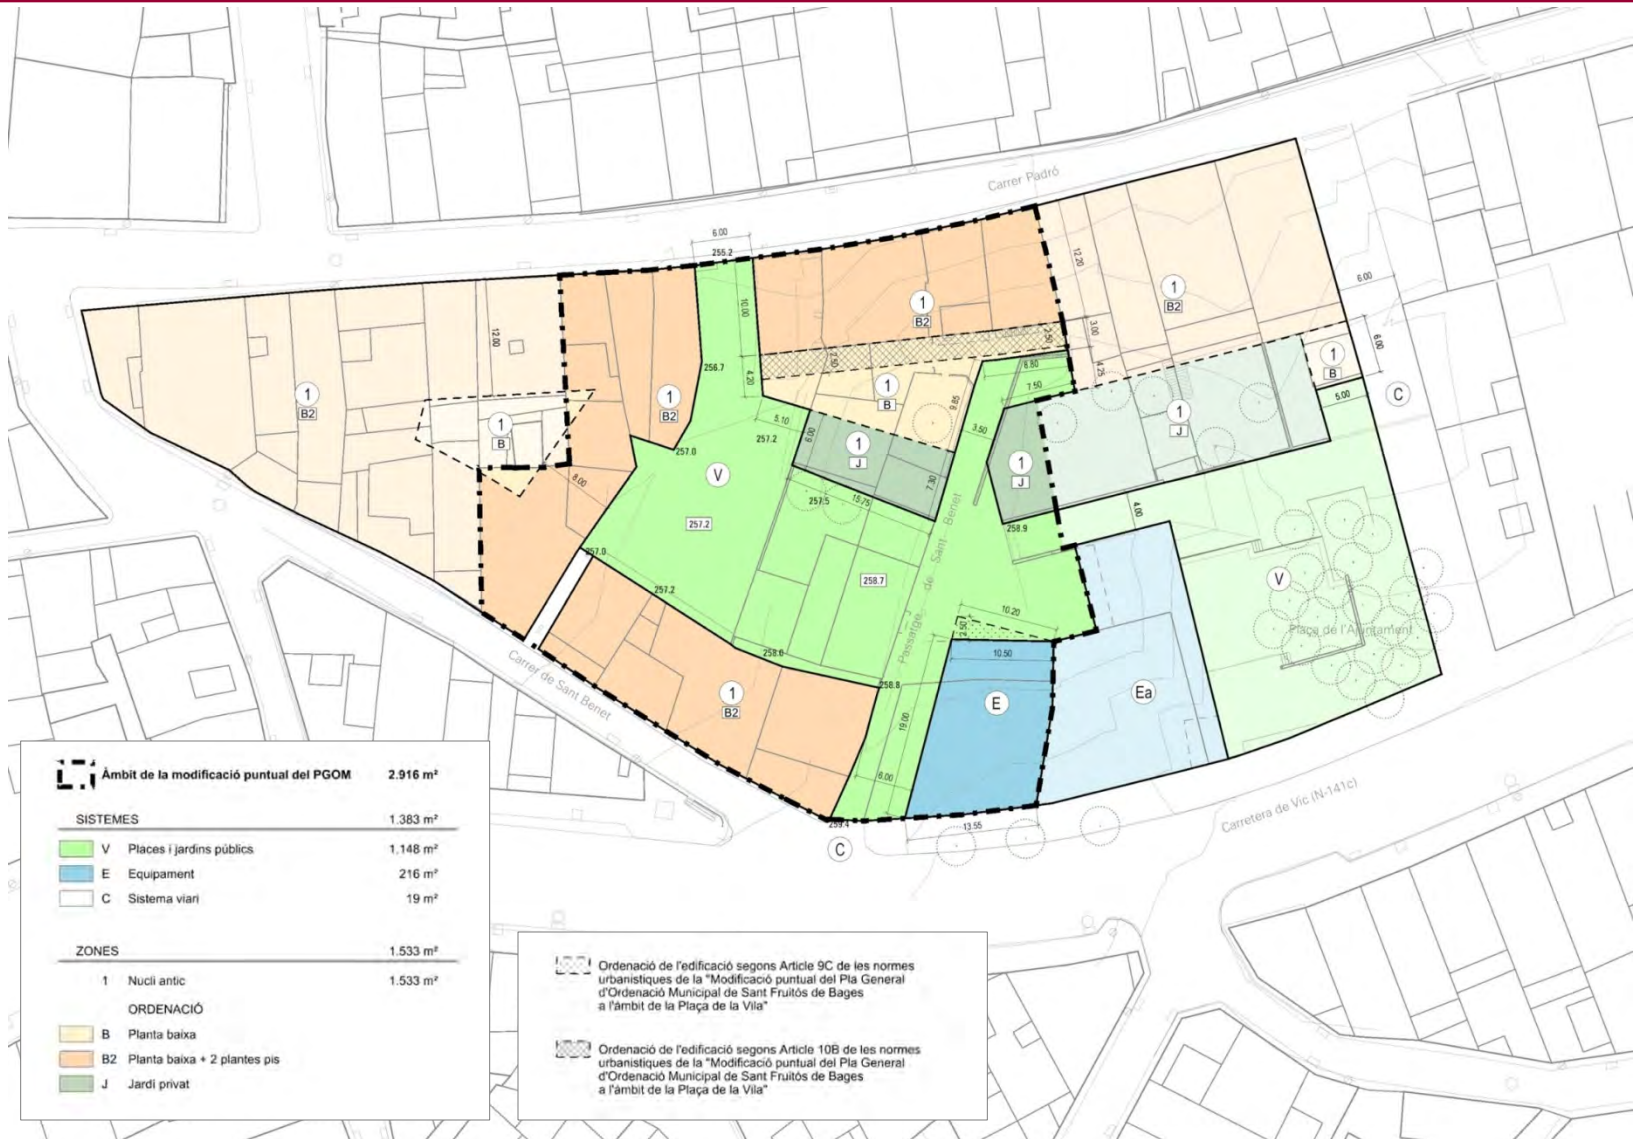 Carrer Padró
6.00
255.2
12.20
6.00
1
B2
1
B2
10.00
12.00
3.00
2.50
6.00
2.50
1
B
256.7
4.20
8.80
4.25
1
B2
1
B2
1
B
7.50
5.00
C
1
B
9.85
5.10
6.00
3.50
1
J
257.2
1
J
257.0
1
J
V
8.00
7.30
15.75
257.5
4.00
257.2
258.9
257.0
258.7
V
257.2
Passatge de Sant Benet
10.20
2.50
Plaça de l'Ajuntament
258.0
10.50
Carrer de Sant Benet
258.8
1
B2
E
Ea
19.00
6.00
259.4
13.55
C
Carretera de Vic (N-141c)
Àmbit de la modificació puntual del PGOM 2.916 m²
SISTEMES 1.383 m²
V Places i jardins públics 1.148 m²
E Equipament 216 m²
C Sistema viari 19 m²
ZONES 1.533 m²
1 Nucli antic 1.533 m²
ORDENACIÓ
B Planta baixa
B2 Planta baixa + 2 plantes pis
J Jardí privat
Ordenació de l'edificació segons Article 9C de les normes
urbanístiques de la "Modificació puntual del Pla General
d'Ordenació Municipal de Sant Fruitós de Bages
a l'àmbit de la Plaça de la Vila"
Ordenació de l'edificació segons Article 10B de les normes
urbanístiques de la "Modificació puntual del Pla General
d'Ordenació Municipal de Sant Fruitós de Bages
a l'àmbit de la Plaça de la Vila"